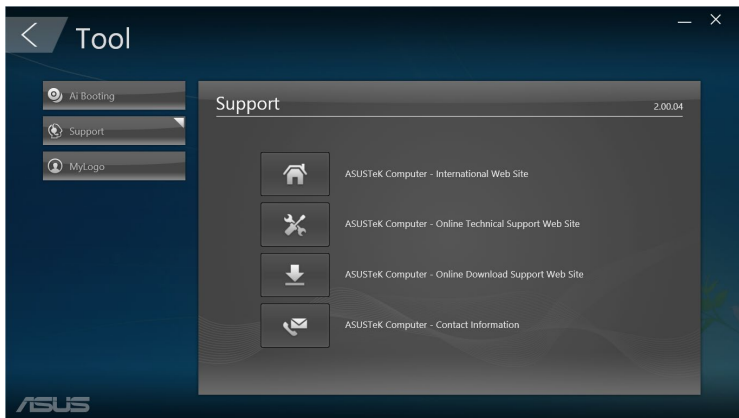 Tool
Ai Booting
Support
MyLogo
Support
2.00.04
ASUSTeK Computer - International Web Site
ASUSTeK Computer - Online Technical Support Web Site
ASUSTeK Computer - Online Download Support Web Site
ASUSTeK Computer - Contact Information
ASUS